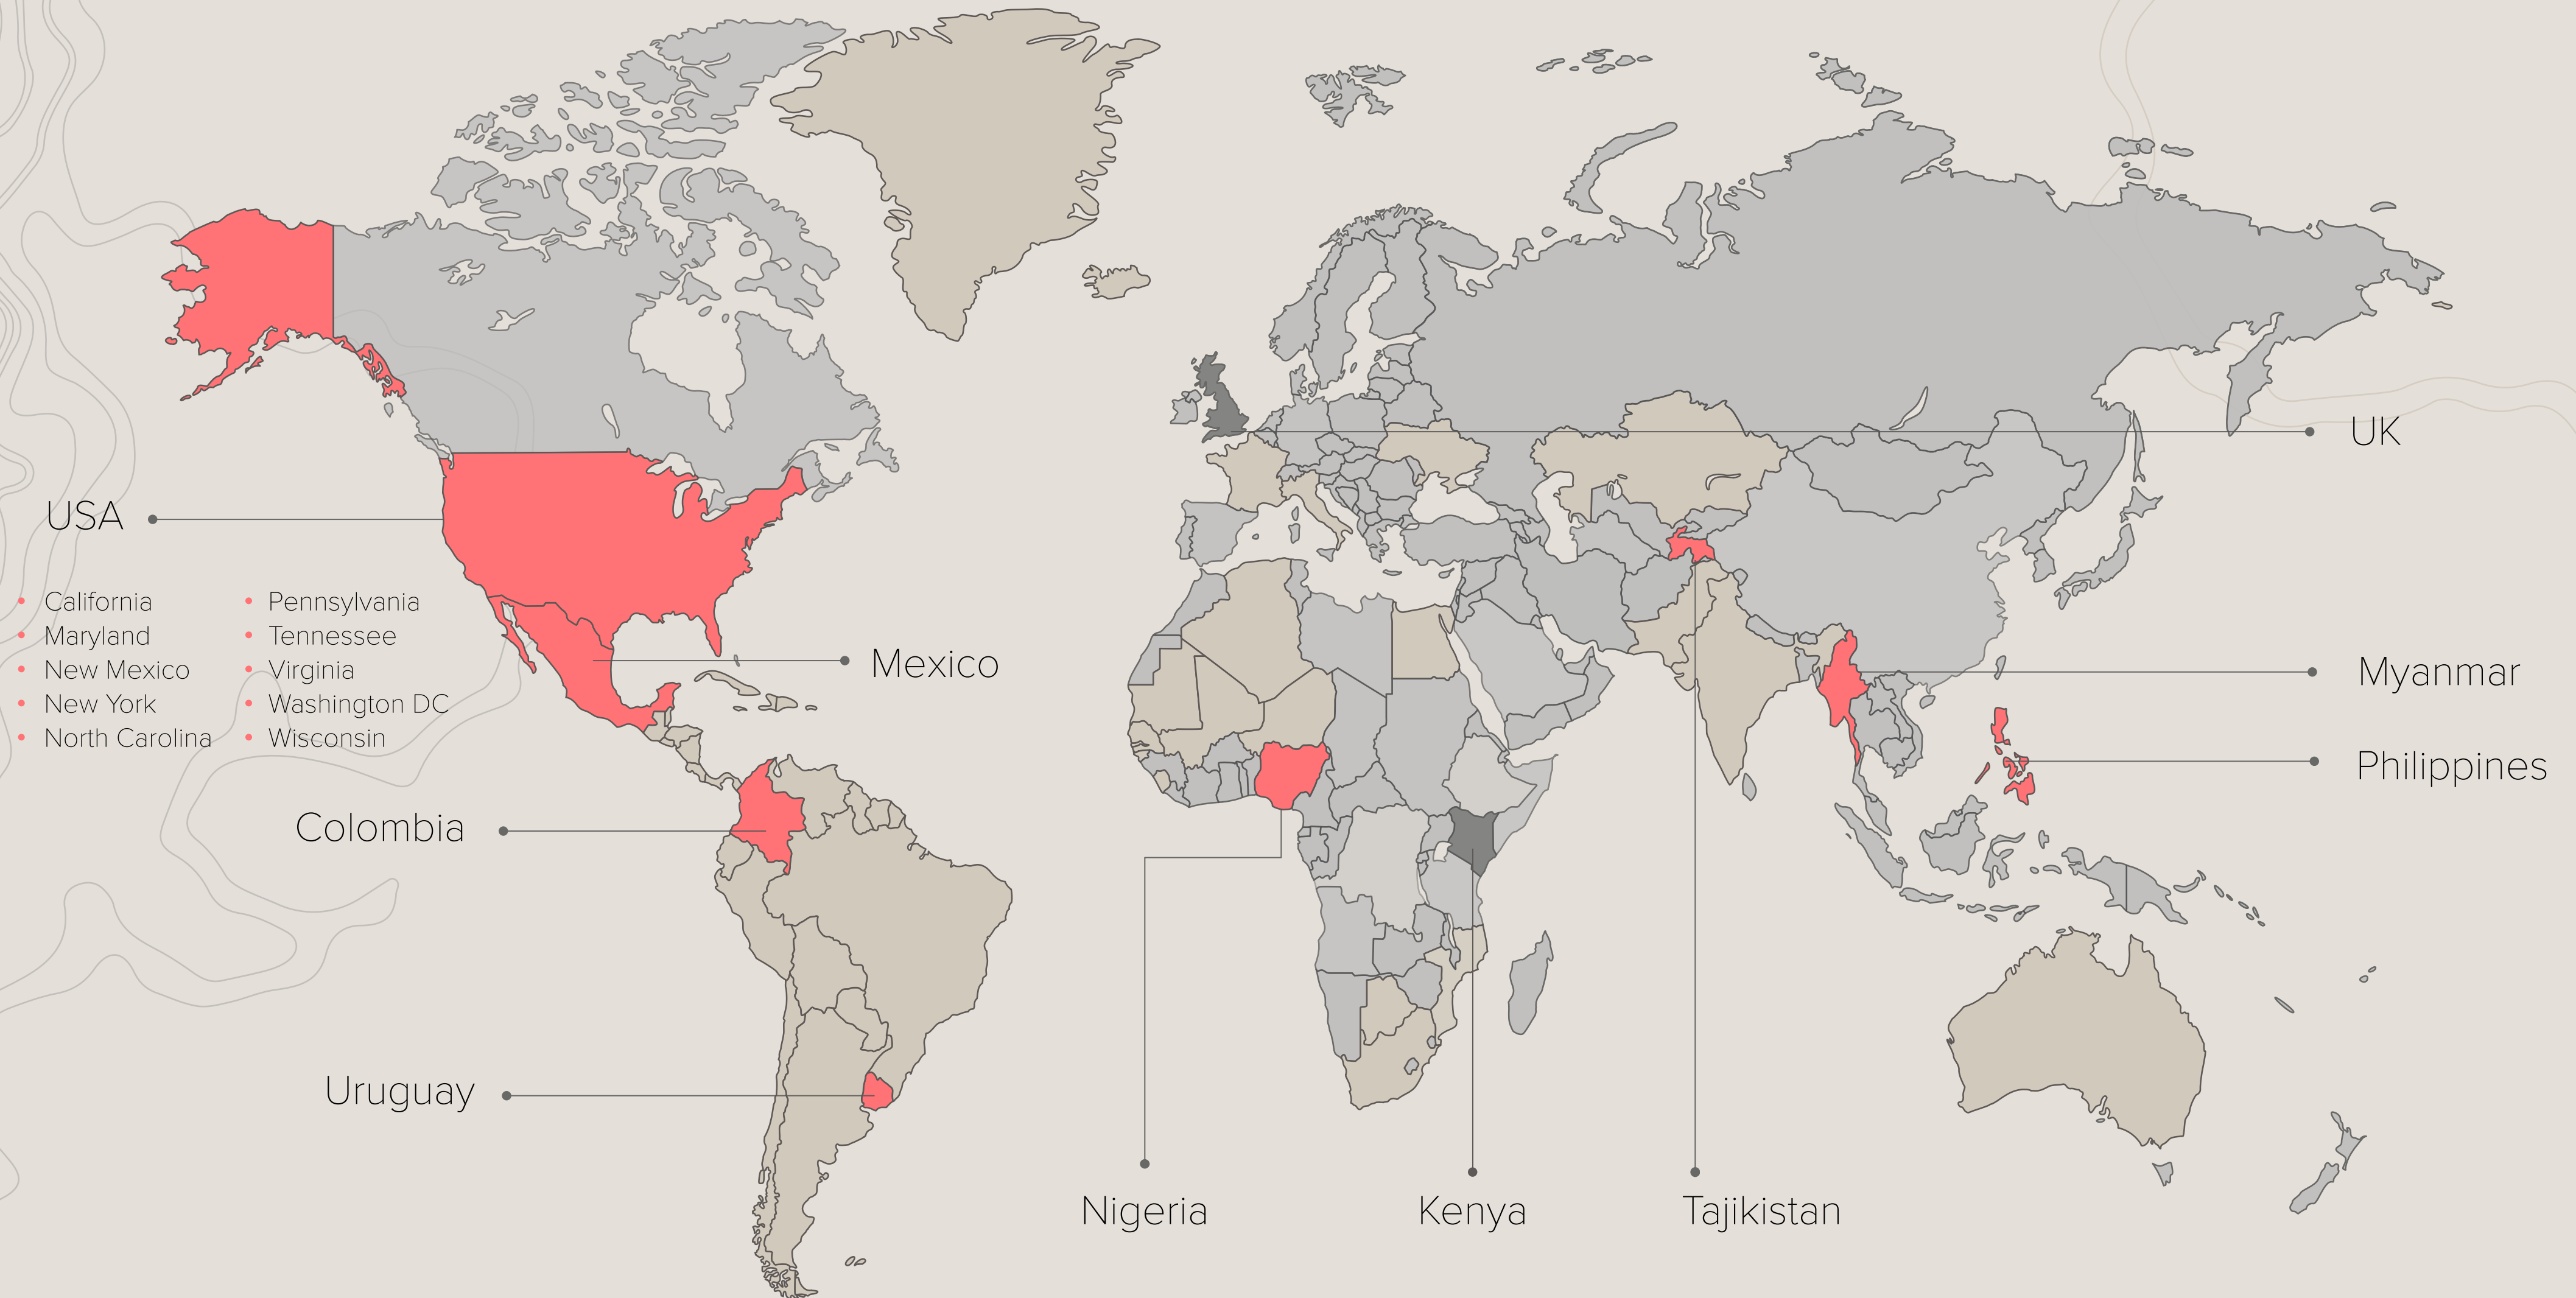 UK
USA
California
Maryland
New Mexico
New York
North Carolina
Pennsylvania
Tennessee
Virginia
Washington DC
Wisconsin
Mexico
Myanmar
Philippines
Colombia
Uruguay
Nigeria
Kenya
Tajikistan